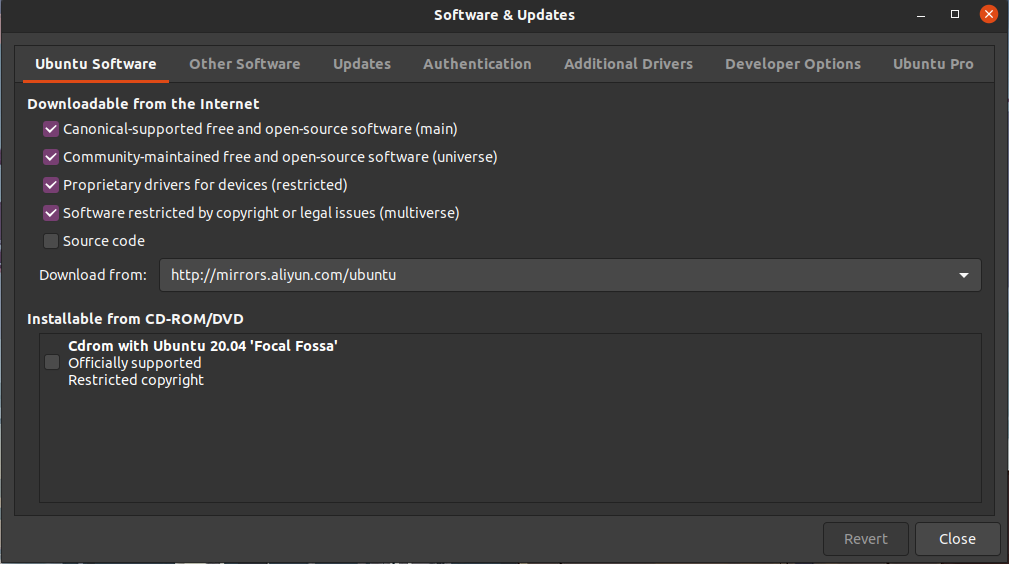 Software & Updates
Ubuntu Software Other Software Updates Authentication Additional Drivers Developer Options Ubuntu Pro
Downloadable from the Internet
Canonical-supported free and open-source software (main)
Community-maintained free and open-source software (universe)
Proprietary drivers for devices (restricted)
Software restricted by copyright or legal issues (multiverse)
Source code
Download from: http://mirrors.aliyun.com/ubuntu
Installable from CD-ROM/DVD
Cdrom with Ubuntu 20.04 'Focal Fossa'
Officially supported
Restricted copyright
Revert Close